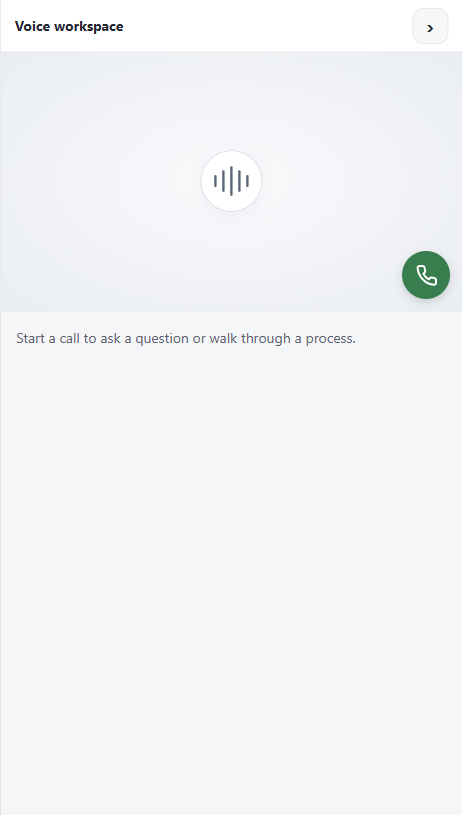 Voice workspace
Start a call to ask a question or walk through a process.